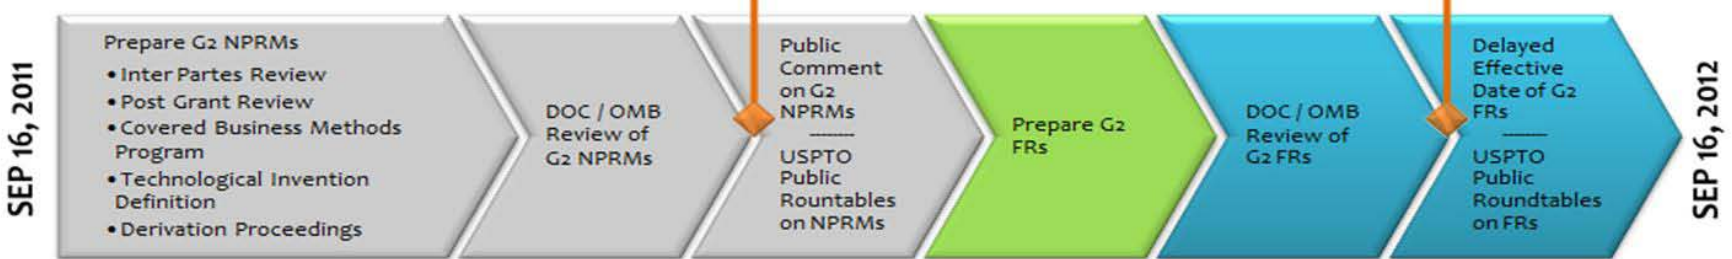 SEP 16, 2011
Prepare G2 NPRMs
•Inter Partes Review
•Post Grant Review
•Covered Business Methods
Program
•Technological Invention
Definition
•Derivation Proceedings
DOC / OMB
Review of
G2 NPRMs
Public
Comment
on G2
NPRMs
--------
USPTO
Public
Rountables
on NPRMs
Prepare G2
FRs
DOC / OMB
Review of
G2 FRs
Delayed
Effective
Date of G2
FRs
--------
USPTO
Public
Roundtables
on FRs
SEP 16, 2012